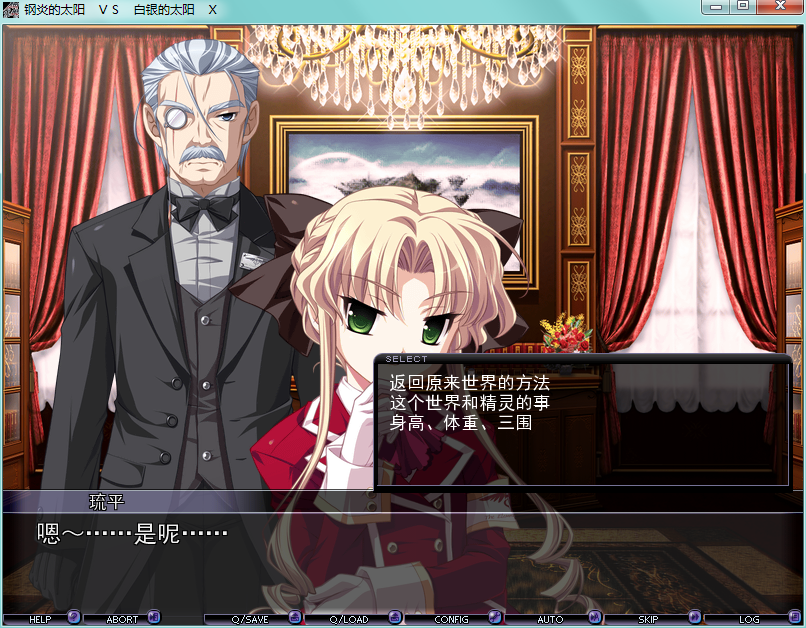 钢炎的太阳 VS 白银的太阳 X
SELECT
返回原来世界的方法
这个世界和精灵的事
身高、体重、三围
琉平
嗯～……是呢……
HELP ABORT Q/SAVE Q/LOAD CONFIG AUTO SKIP LOG